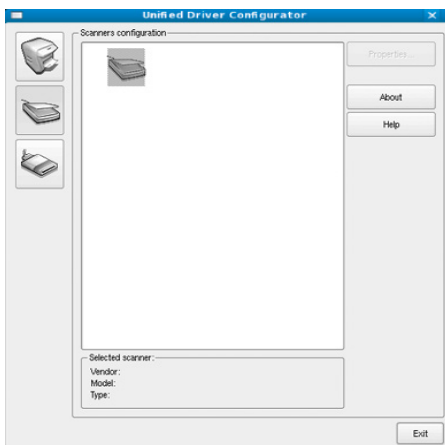 Unified Driver Configurator
Scanners configuration
Properties...
About
Help
Selected scanner:
Vendor:
Model:
Type:
Exit